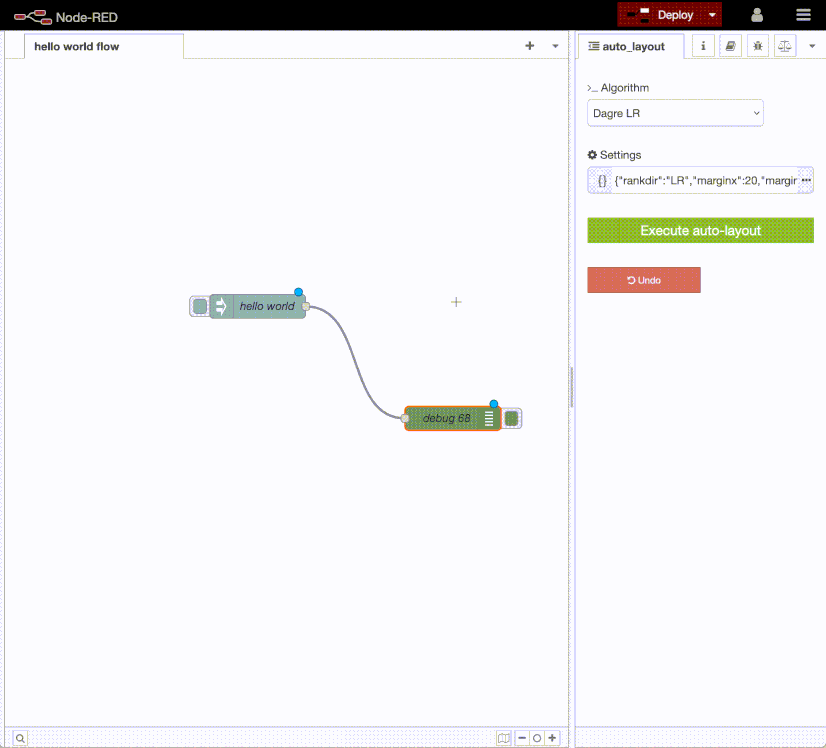 Node-RED
Deploy
hello world flow
auto_layout
Algorithm
Dagre LR
Settings
{"rankdir":"LR","marginx":20,"margin
Execute auto-layout
Undo
hello world
debug 68